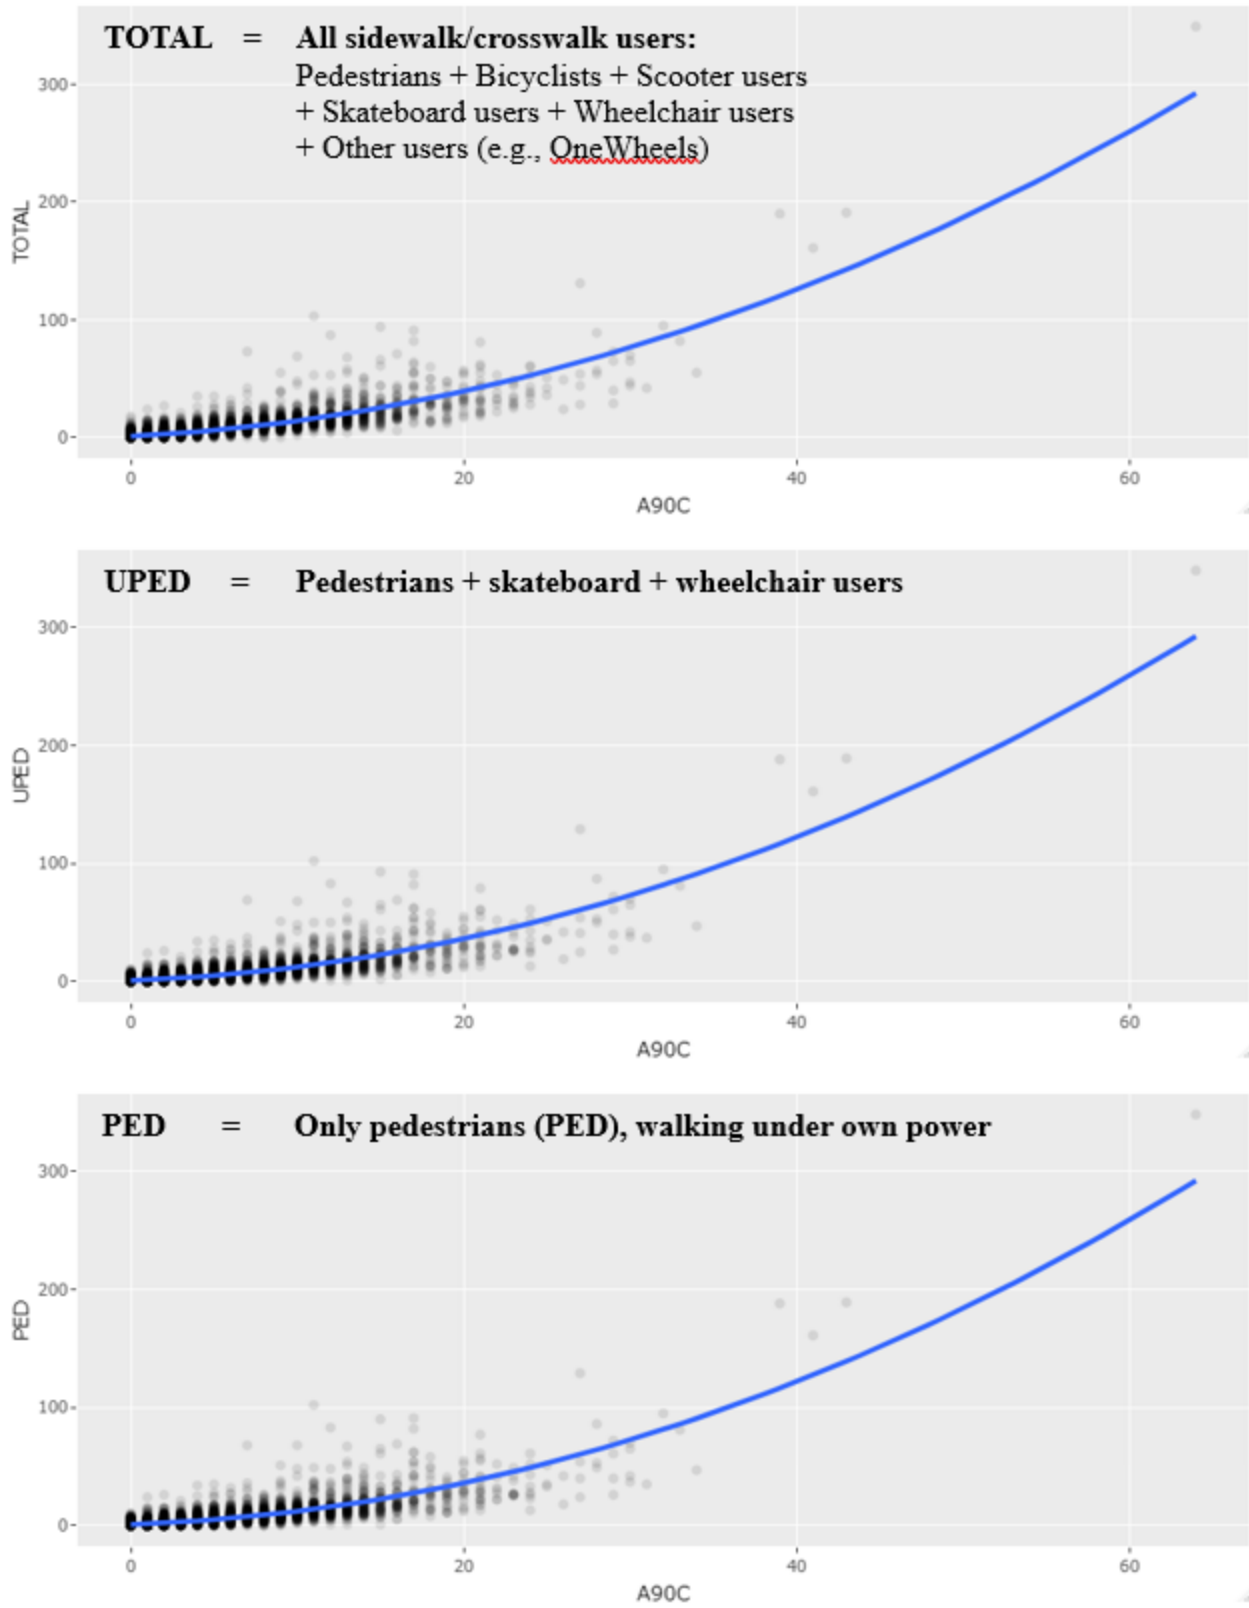 TOTAL = All sidewalk/crosswalk users:
Pedestrians + Bicyclists + Scooter users
+ Skateboard users + Wheelchair users
+ Other users (e.g., OneWheels)
300
200
100
0
TOTAL
0 20 40 60
A90C
UPED = Pedestrians + skateboard + wheelchair users
300
200
100
0
UPED
0 20 40 60
A90C
PED = Only pedestrians (PED), walking under own power
300
200
100
0
PED
0 20 40 60
A90C